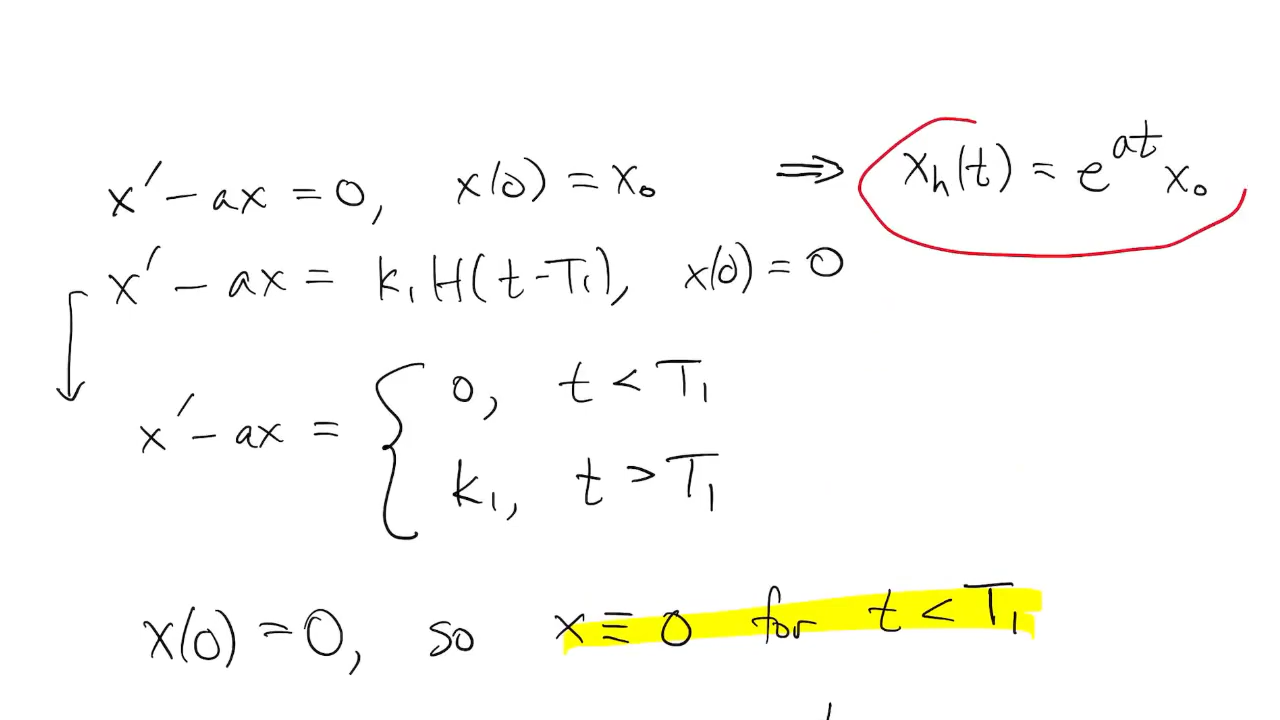 x′ − ax = 0, x(0) = x₀ ⇒ xₕ(t) = e^{at} x₀
x′ − ax = k₁H(t−T₁), x(0) = 0
x′ − ax = { 0, t < T₁
k₁, t > T₁
x(0) = 0, so x ≡ 0 for t < T₁